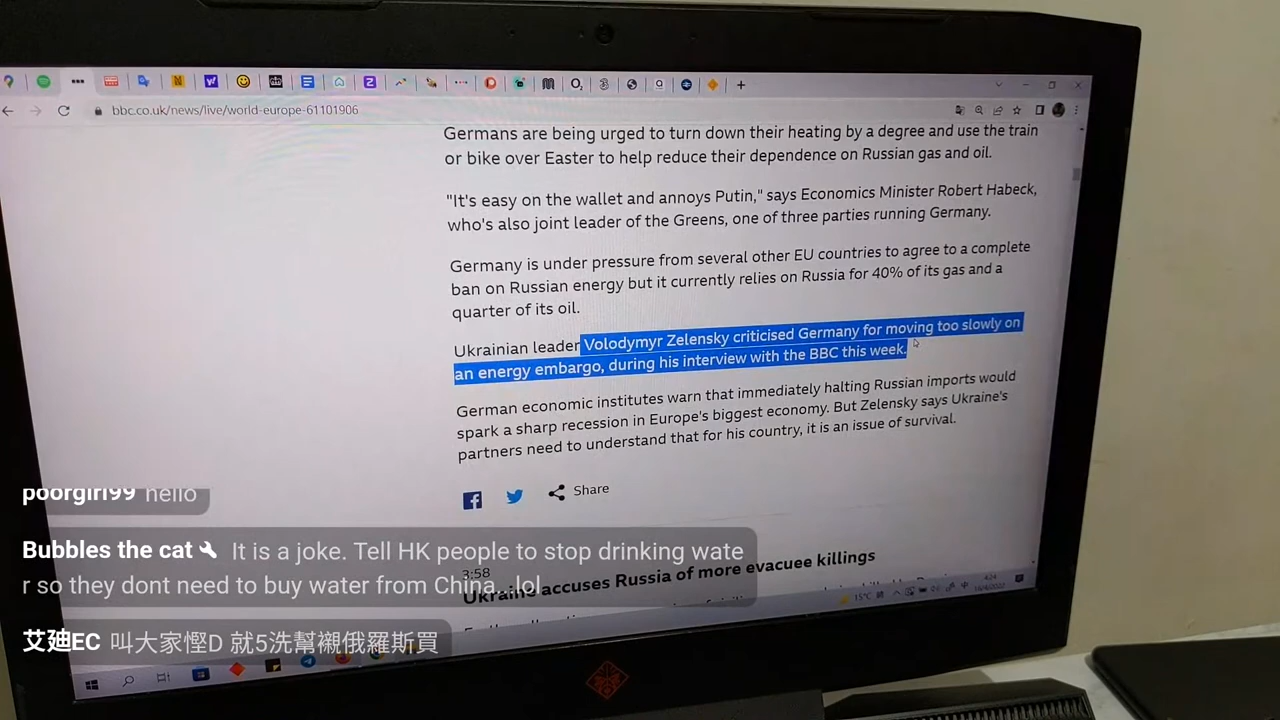 bbc.co.uk/news/live/world-europe-61101906
Germans are being urged to turn down their heating by a degree and use the train
or bike over Easter to help reduce their dependence on Russian gas and oil.
"It's easy on the wallet and annoys Putin," says Economics Minister Robert Habeck,
who's also joint leader of the Greens, one of three parties running Germany.
Germany is under pressure from several other EU countries to agree to a complete
ban on Russian energy but it currently relies on Russia for 40% of its gas and a
quarter of its oil.
Ukrainian leader Volodymyr Zelensky criticised Germany for moving too slowly on
an energy embargo, during his interview with the BBC this week.
German economic institutes warn that immediately halting Russian imports would
spark a sharp recession in Europe's biggest economy. But Zelensky says Ukraine's
partners need to understand that for his country, it is an issue of survival.
Share
3:58
Ukraine accuses Russia of more evacuee killings
15°C
4:24
poorgirl99 hello
Bubbles the cat It is a joke. Tell HK people to stop drinking wate
r so they dont need to buy water from China...lol
艾廸EC 叫大家慳D 就5洗幫襯俄羅斯買